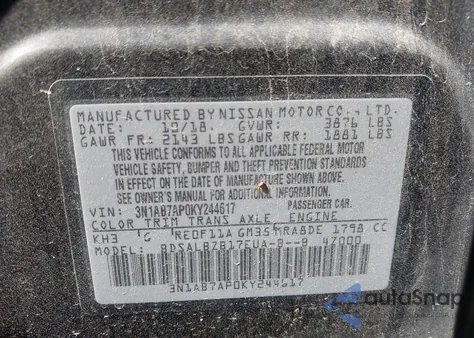 MANUFACTURED BY NISSAN MOTOR CO., LTD.
DATE: 10/18. GVWR: 3876 LBS
GAWR FR: 2143 LBS GAWR RR: 1881 LBS
THIS VEHICLE CONFORMS TO ALL APPLICABLE FEDERAL MOTOR
VEHICLE SAFETY, BUMPER AND THEFT PREVENTION STANDARDS
IN EFFECT ON THE DATE OF MANUFACTURE SHOWN ABOVE.
SEE OWNER'S MANUAL FOR ADDITIONAL INFORMATION.
VIN: 3N1AB7AP0KY244617 PASSENGER CAR.
COLOR TRIM TRANS AXLE ENGINE
KH3 G RE0F11A GM351 MRA8DE 1798 CC
MODEL: BDSALBZB17EUA-B--B 47000
3N1AB7AP0KY244617
autoSnap